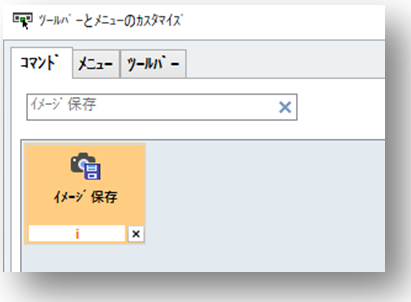 ﾂｰﾙﾊﾞｰとﾒﾆｭｰのｶｽﾀﾏｲｽﾞ
ｺﾏﾝﾄﾞ ﾒﾆｭｰ ﾂｰﾙﾊﾞｰ
ｲﾒｰｼﾞ保存
ｲﾒｰｼﾞ保存
i